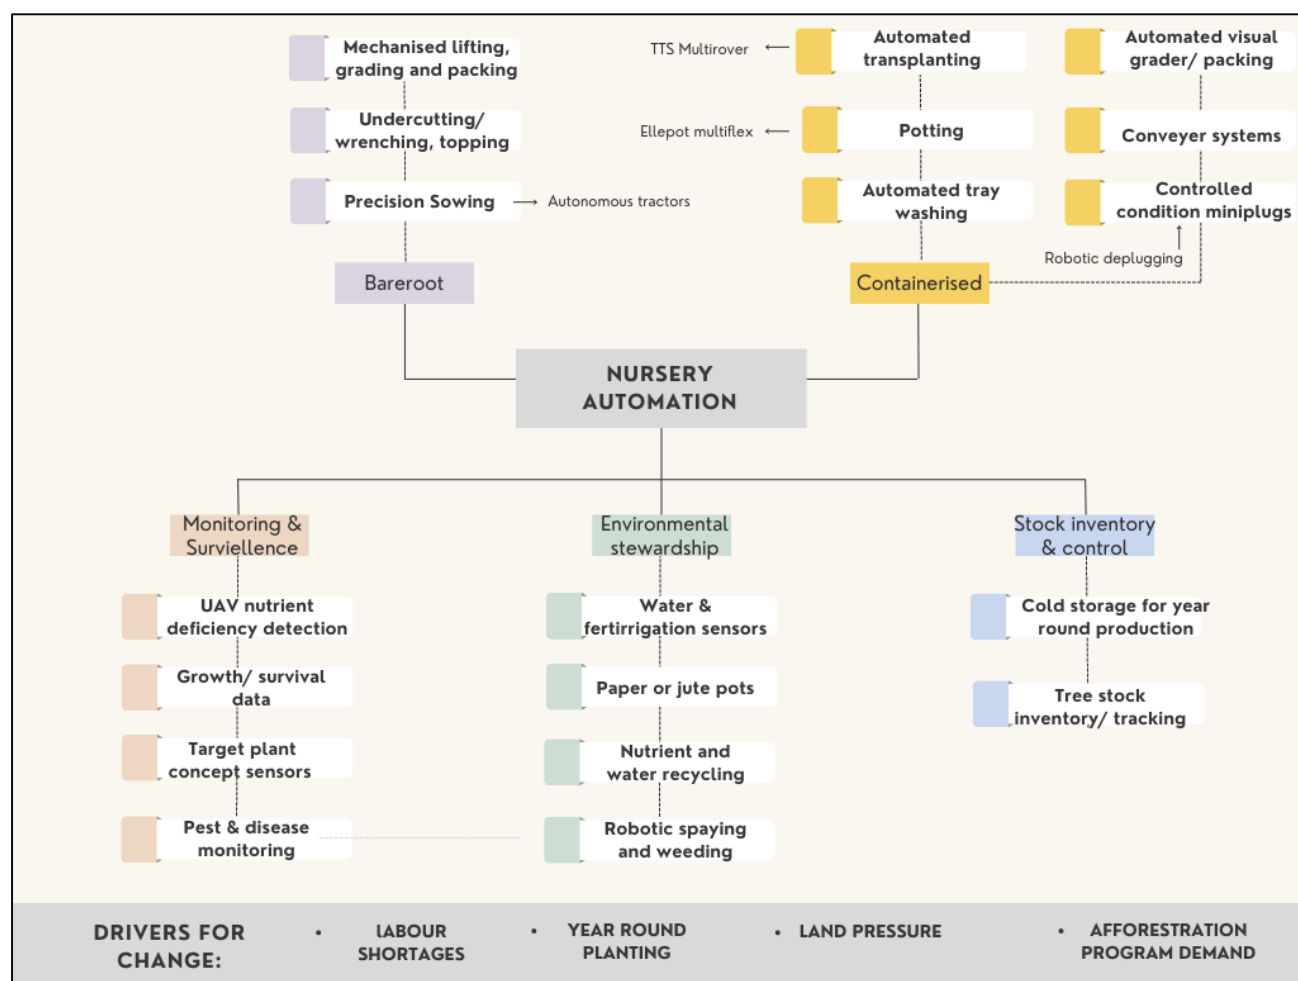 Mechanised lifting,
grading and packing
Undercutting/
wrenching, topping
Precision Sowing
Autonomous tractors
Bareroot
TTS Multirover
Automated
transplanting
Ellepot multiflex
Potting
Automated tray
washing
Containerised
Automated visual
grader/ packing
Conveyer systems
Controlled
condition miniplugs
Robotic deplugging
NURSERY
AUTOMATION
Monitoring &
Surviellence
UAV nutrient
deficiency detection
Growth/ survival
data
Target plant
concept sensors
Pest & disease
monitoring
Environmental
stewardship
Water &
fertirrigation sensors
Paper or jute pots
Nutrient and
water recycling
Robotic spaying
and weeding
Stock inventory
& control
Cold storage for year
round production
Tree stock
inventory/ tracking
DRIVERS FOR
CHANGE:
• LABOUR
SHORTAGES
• YEAR ROUND
PLANTING
• LAND PRESSURE
• AFFORESTRATION
PROGRAM DEMAND